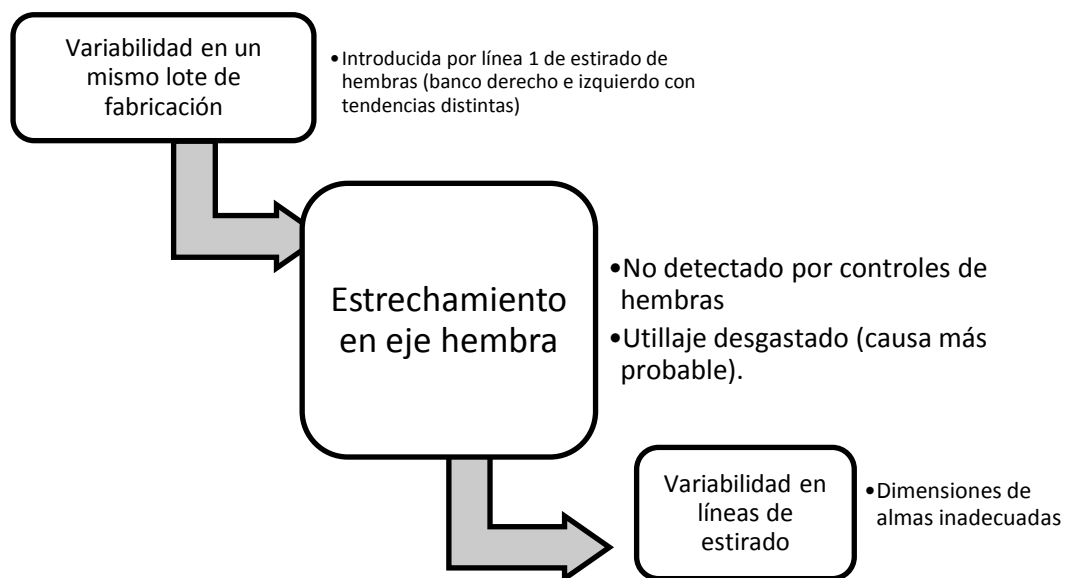 Variabilidad en un
mismo lote de
fabricación
•Introducida por línea 1 de estirado de
hembras (banco derecho e izquierdo con
tendencias distintas)
Estrechamiento
en eje hembra
•No detectado por controles de
hembras
•Utillaje desgastado (causa más
probable).
Variabilidad en
líneas de
estirado
•Dimensiones de
almas inadecuadas